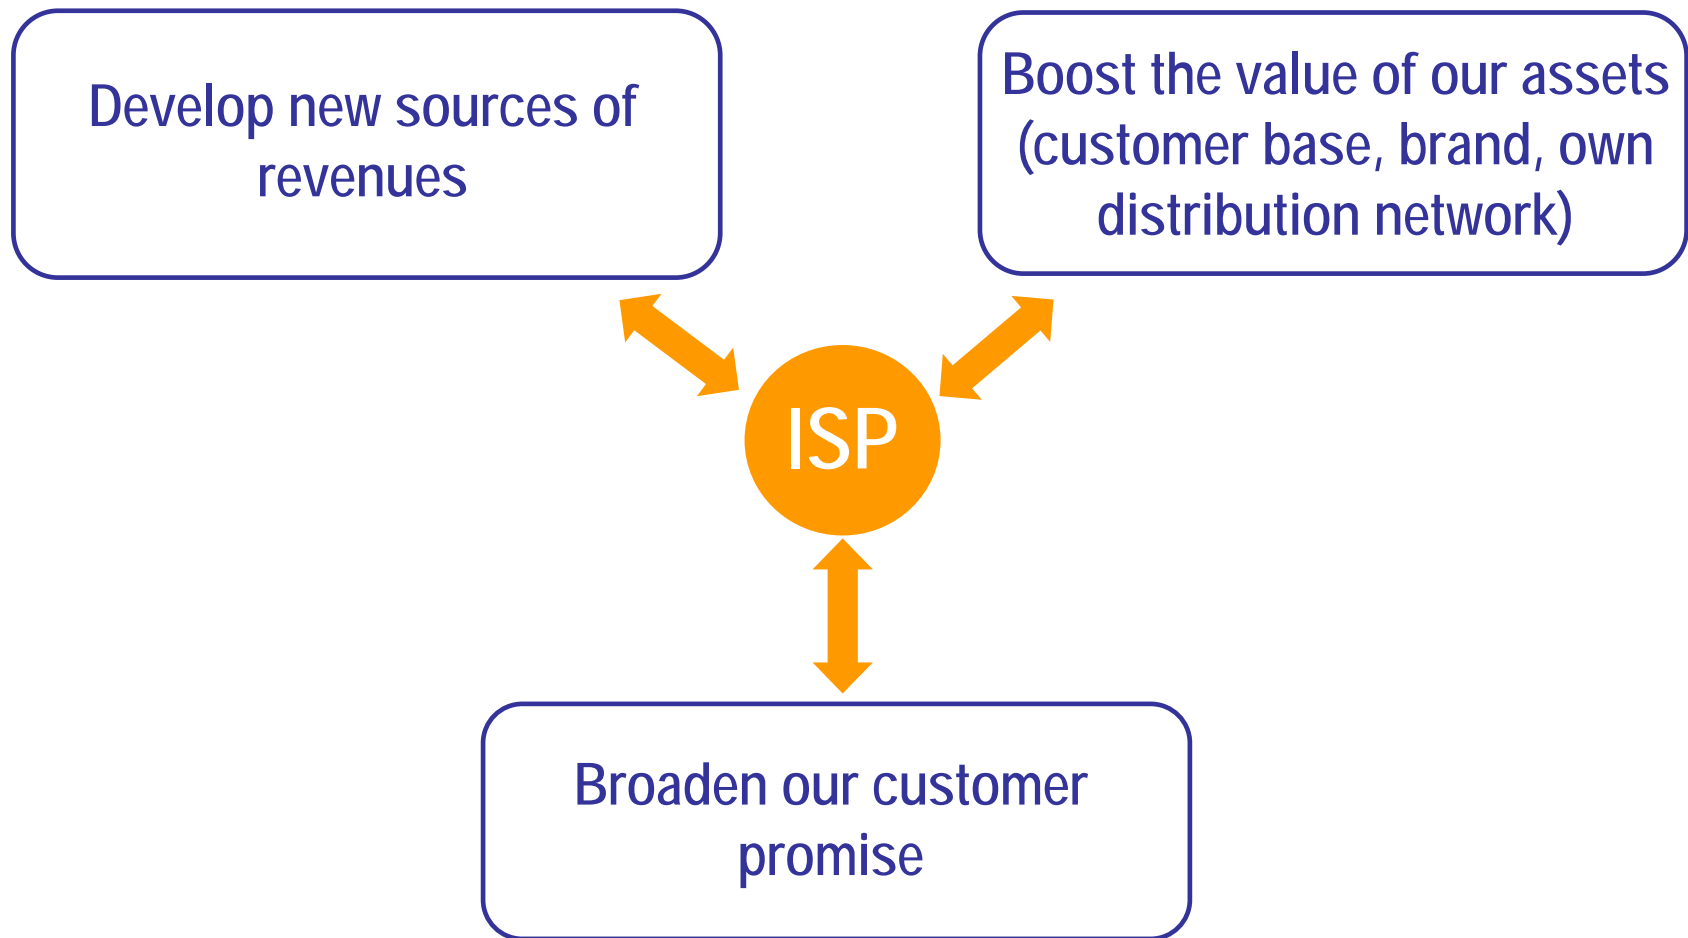 Develop new sources of
revenues
Boost the value of our assets
(customer base, brand, own
distribution network)
ISP
Broaden our customer
promise